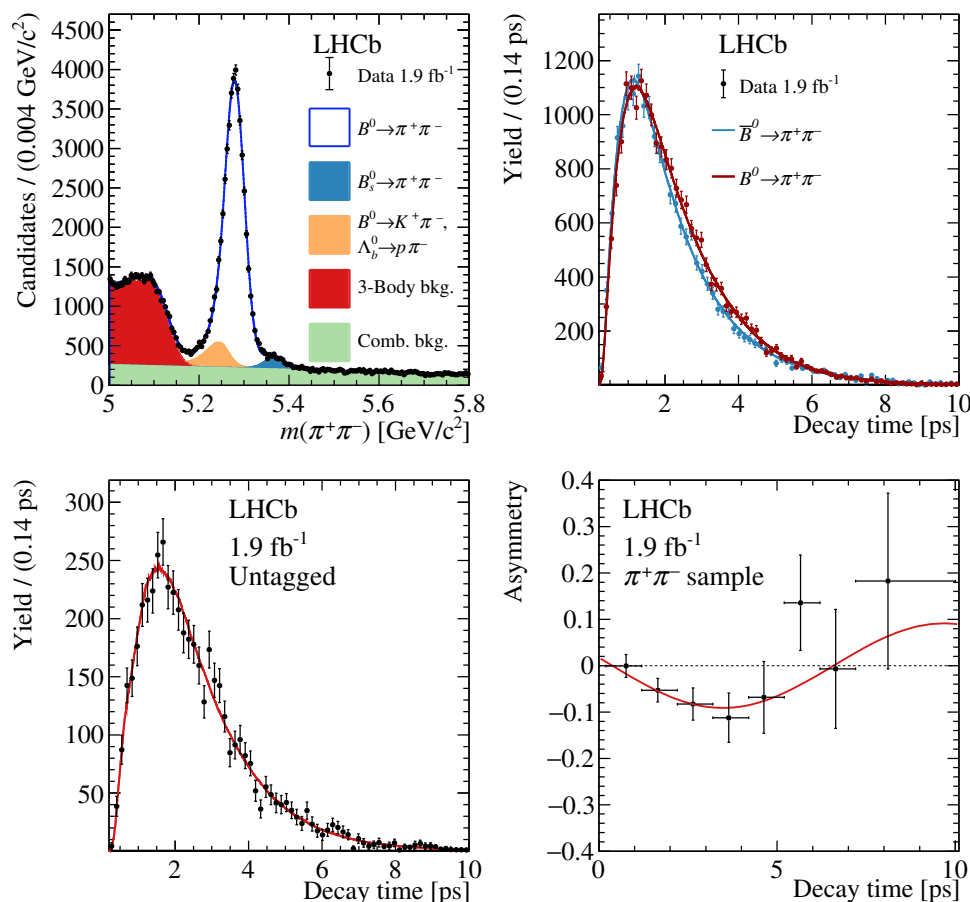 LHCb
Data 1.9 fb⁻¹
B⁰→π⁺π⁻
B⁰ₛ→π⁺π⁻
B⁰→K⁺π⁻,
Λ⁰_b→pπ⁻
3-Body bkg.
Comb. bkg.
Candidates / (0.004 GeV/c²)
4500
4000
3500
3000
2500
2000
1500
1000
500
0
5 5.2 5.4 5.6 5.8
m(π⁺π⁻) [GeV/c²]
LHCb
Data 1.9 fb⁻¹
B̅⁰→π⁺π⁻
B⁰→π⁺π⁻
Yield / (0.14 ps)
1200
1000
800
600
400
200
2 4 6 8 10
Decay time [ps]
LHCb
1.9 fb⁻¹
Untagged
Yield / (0.14 ps)
300
250
200
150
100
50
2 4 6 8 10
Decay time [ps]
LHCb
1.9 fb⁻¹
π⁺π⁻ sample
Asymmetry
0.4
0.3
0.2
0.1
0
−0.1
−0.2
−0.3
−0.4
0 5 10
Decay time [ps]